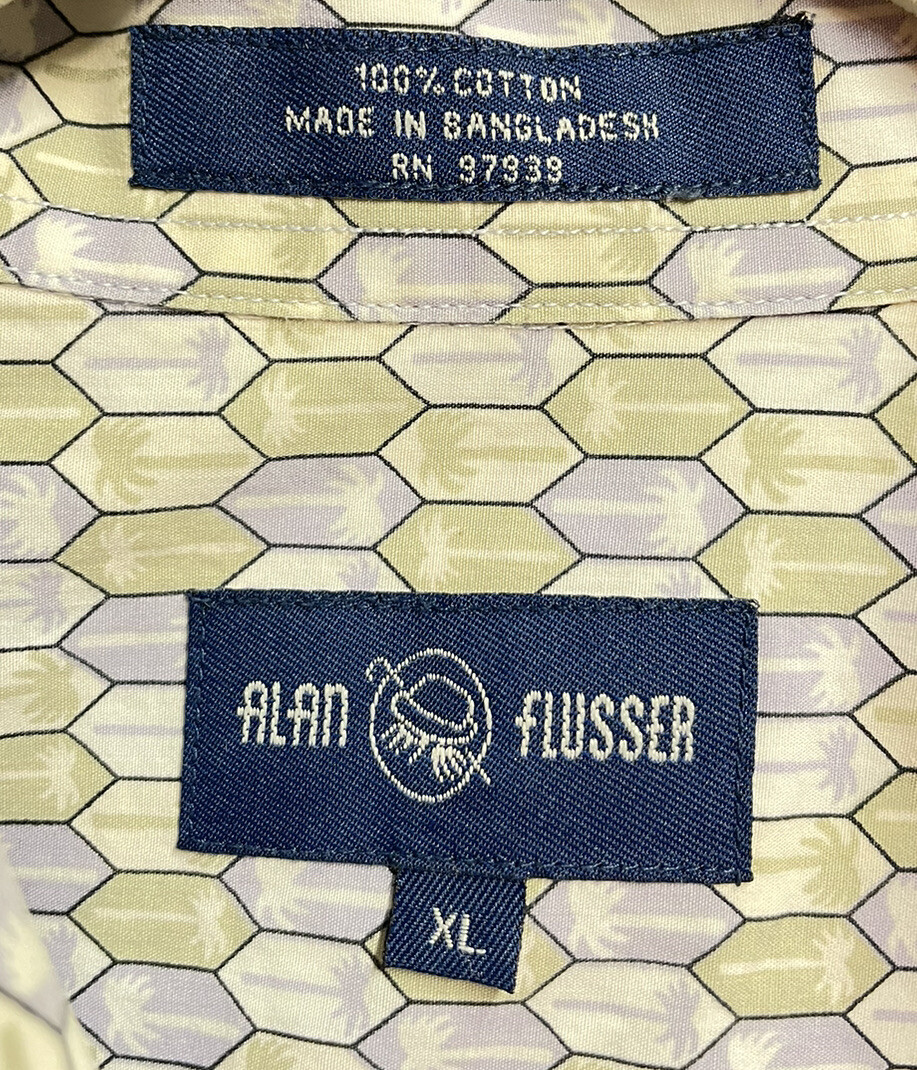 100% COTTON
MADE IN BANGLADESH
RN 97939
ALAN FLUSSER
XL